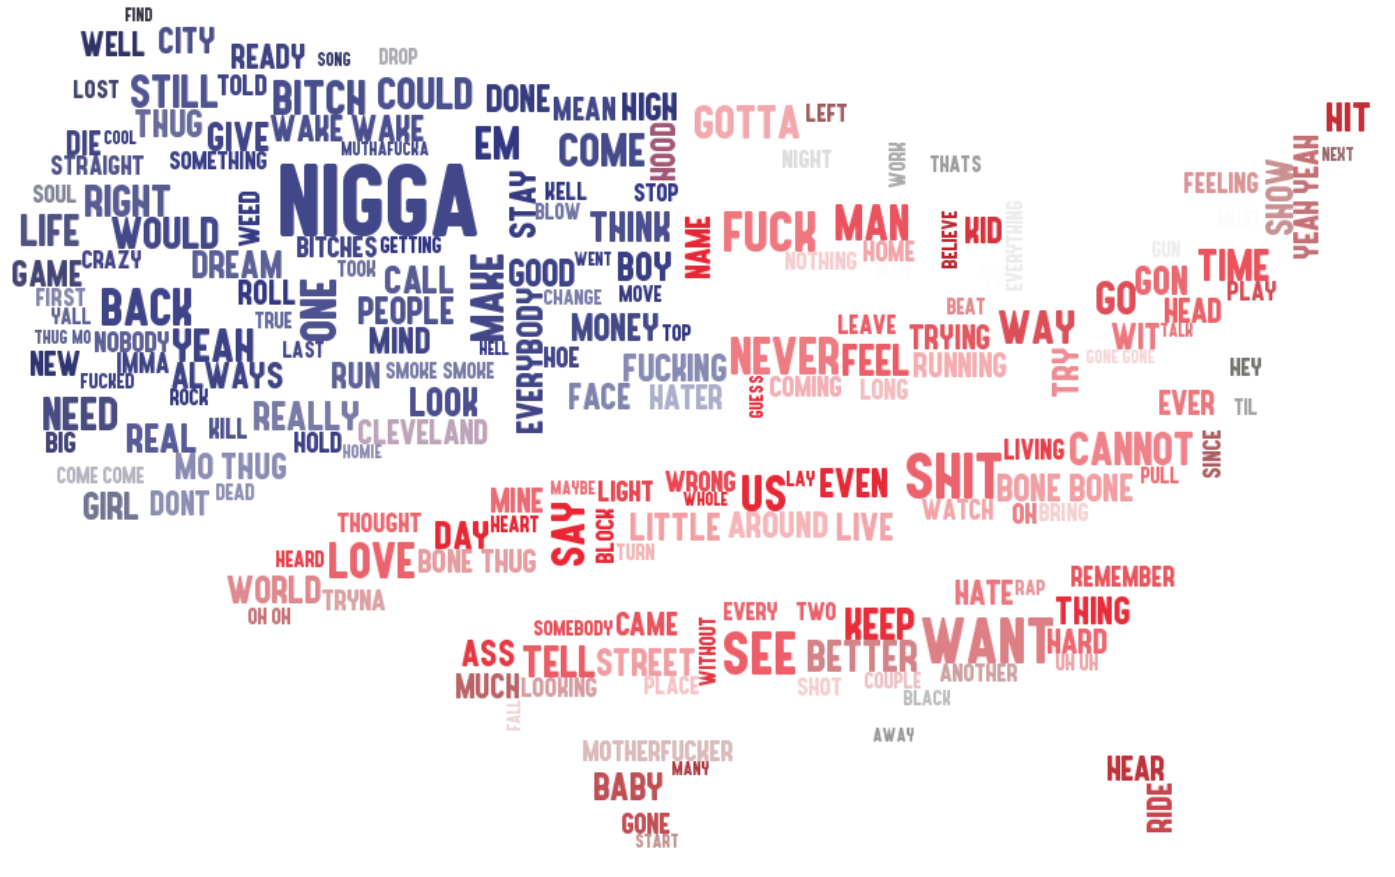 FIND
WELL CITY
READY SONG DROP
LOST STILL TOLD BITCH COULD DONE MEAN HIGH
GOTTA LEFT
HIT
DIE COOL THUG GIVE WAKE WAKE EM COME HOOD
STRAIGHT SOMETHING MUTHAFUCKA
NIGHT WORK THATS
YEAH YEAH NEXT
SOUL RIGHT WEED NIGGA STAY HELL STOP
BLOW
FEELING SHOW
MOST
LIFE WOULD THINK NAME FUCK MAN BELIEVE KID EVERYTHING
BITCHES GETTING
NOTHING HOME
GUN
GAME CRAZY DREAM TOOK CALL MAKE GOOD WENT BOY
GO GON TIME
PLAY
FIRST BACK ROLL ONE PEOPLE EVERYBODY CHANGE MOVE
BEAT HEAD
YALL TRUE
THUG MO NOBODY YEAH LAST MIND HELL MONEY TOP
LEAVE TRYING WAY WIT TALK
NEW IMMA HOE
NEVER FEEL RUNNING TRY GONE GONE
FUCKED ALWAYS RUN SMOKE SMOKE FUCKING
HEY
ROCK LOOK FACE HATER GUESS COMING LONG
NEED REALLY
EVER TIL
BIG REAL KILL HOLD CLEVELAND
HOMIE
LIVING CANNOT SINCE
COME COME MO THUG
WRONG LAY EVEN SHIT BONE BONE PULL
GIRL DONT DEAD
MINE MAYBE LIGHT WHOLE US
WATCH OH BRING
THOUGHT DAY HEART SAY BLOCK LITTLE AROUND LIVE
HEARD LOVE BONE THUG TURN
WORLD TRYNA
HATE RAP REMEMBER
OH OH
SOMEBODY CAME WITHOUT EVERY TWO KEEP THING
ASS TELL STREET SEE BETTER WANT HARD
UH UH
MUCH LOOKING PLACE SHOT COUPLE ANOTHER
FALL BLACK
AWAY
MOTHERFUCKER
MANY
BABY
HEAR
GONE RIDE
START